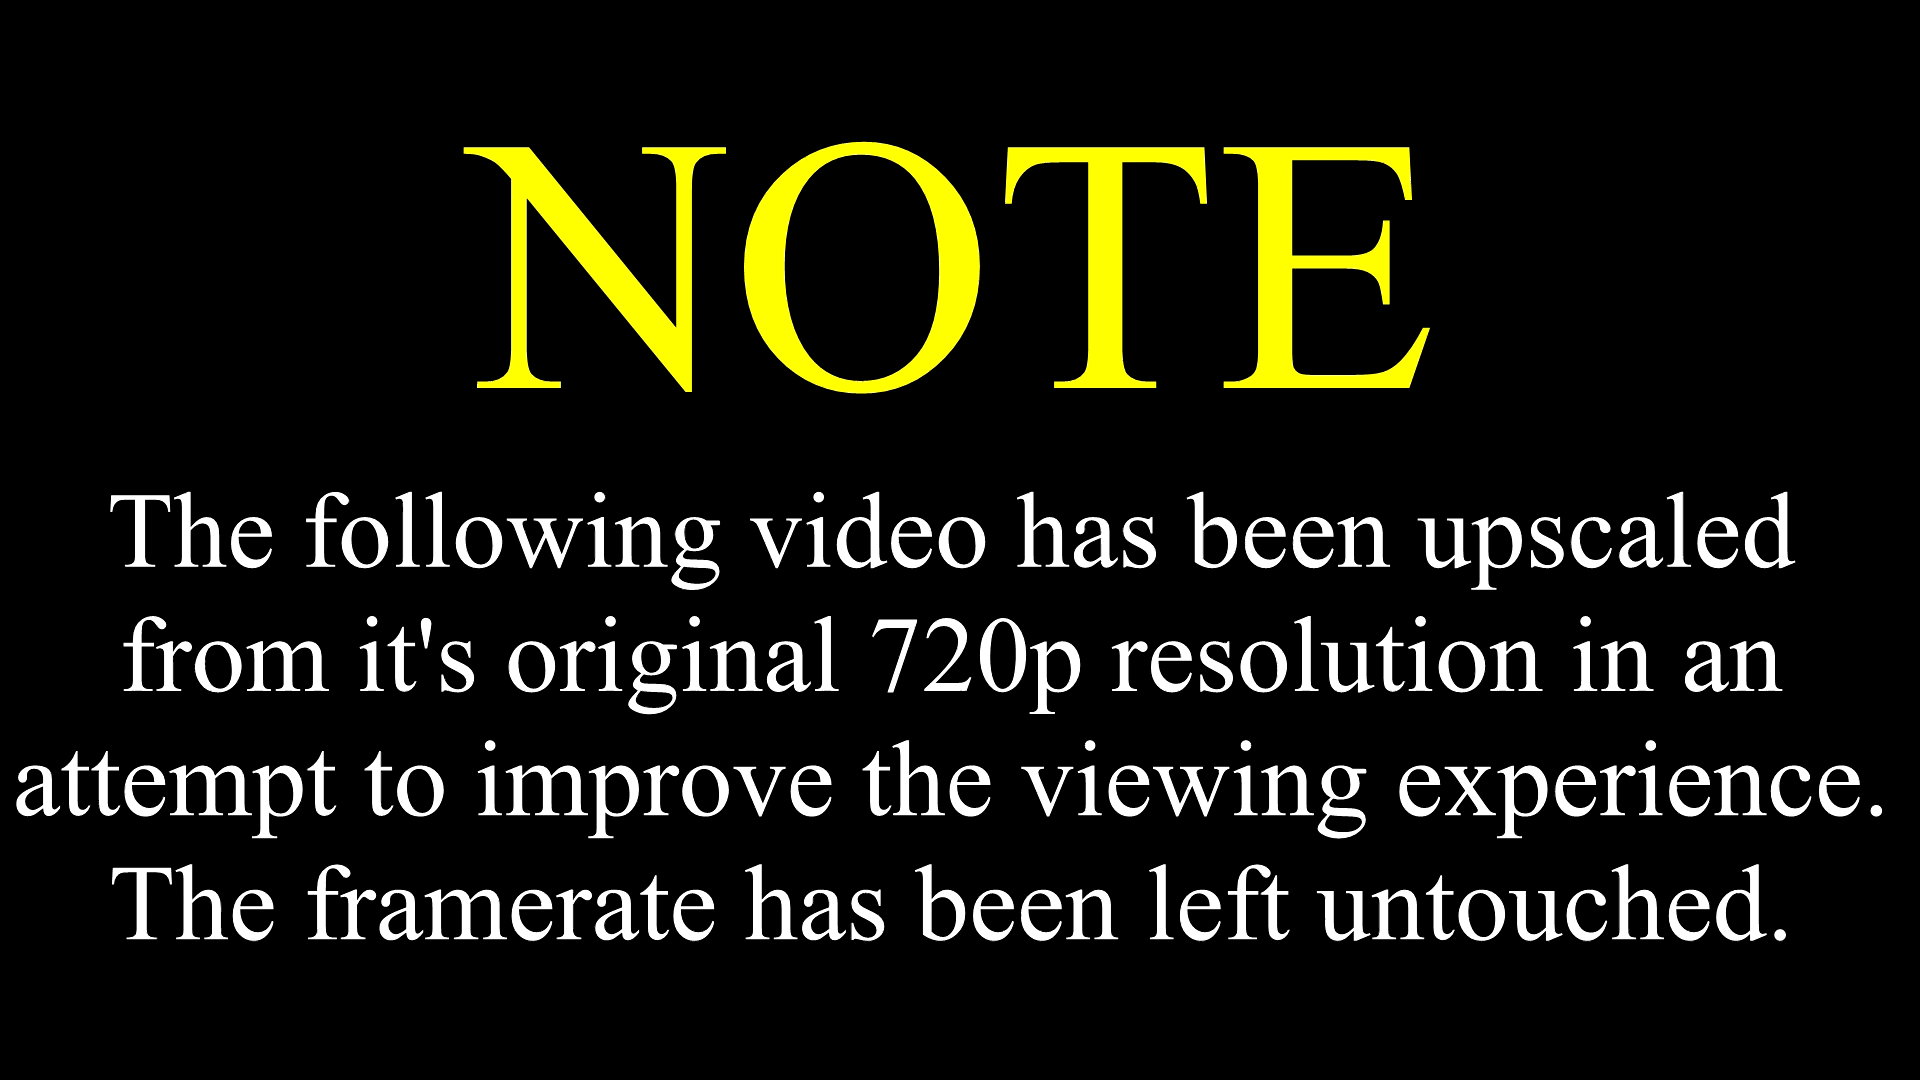 NOTE
The following video has been upscaled
from it's original 720p resolution in an
attempt to improve the viewing experience.
The framerate has been left untouched.